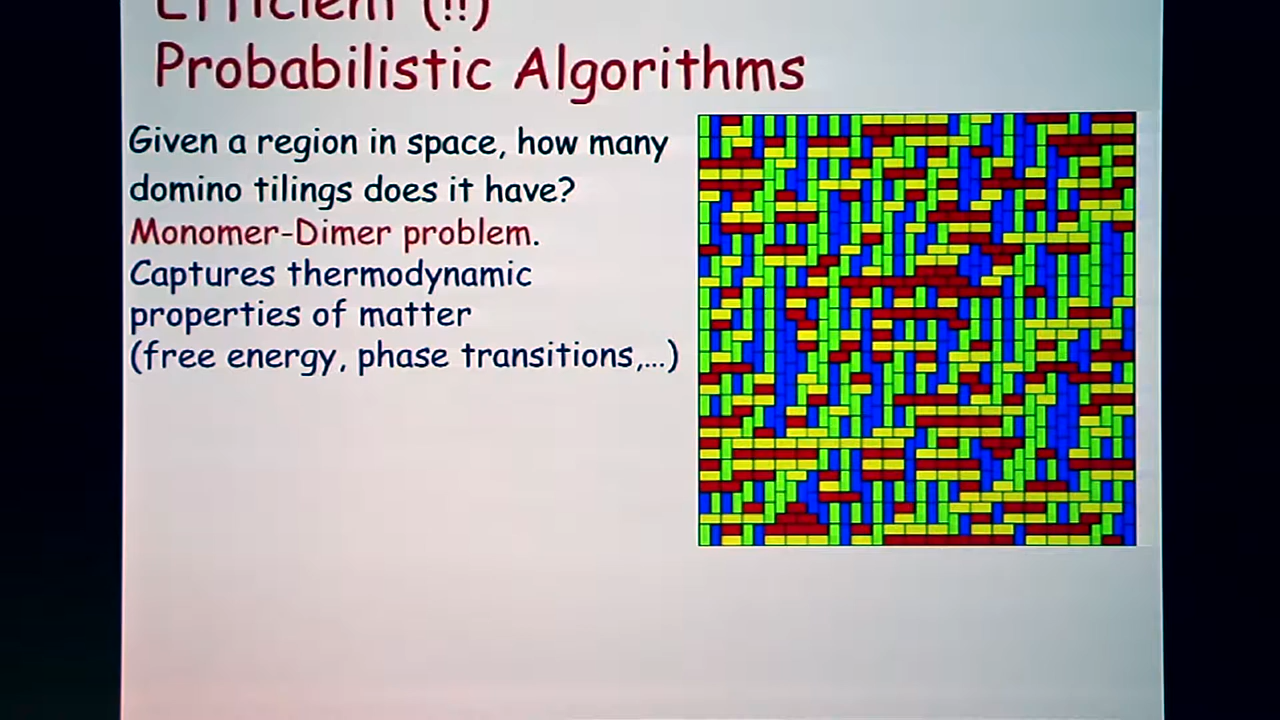 Efficient (!!)
Probabilistic Algorithms
Given a region in space, how many
domino tilings does it have?
Monomer-Dimer problem.
Captures thermodynamic
properties of matter
(free energy, phase transitions,...)